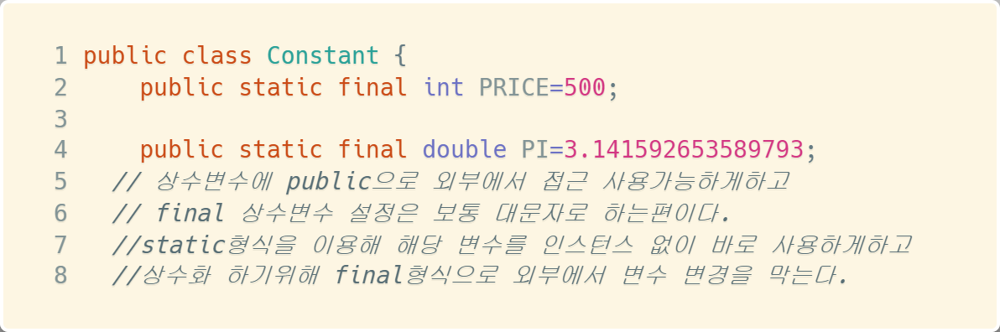 1 public class Constant {
2     public static final int PRICE=500;
3
4     public static final double PI=3.141592653589793;
5   // 상수변수에 public으로 외부에서 접근 사용가능하게하고
6   // final 상수변수 설정은 보통 대문자로 하는편이다.
7   //static형식을 이용해 해당 변수를 인스턴스 없이 바로 사용하게하고
8   //상수화 하기위해 final형식으로 외부에서 변수 변경을 막는다.